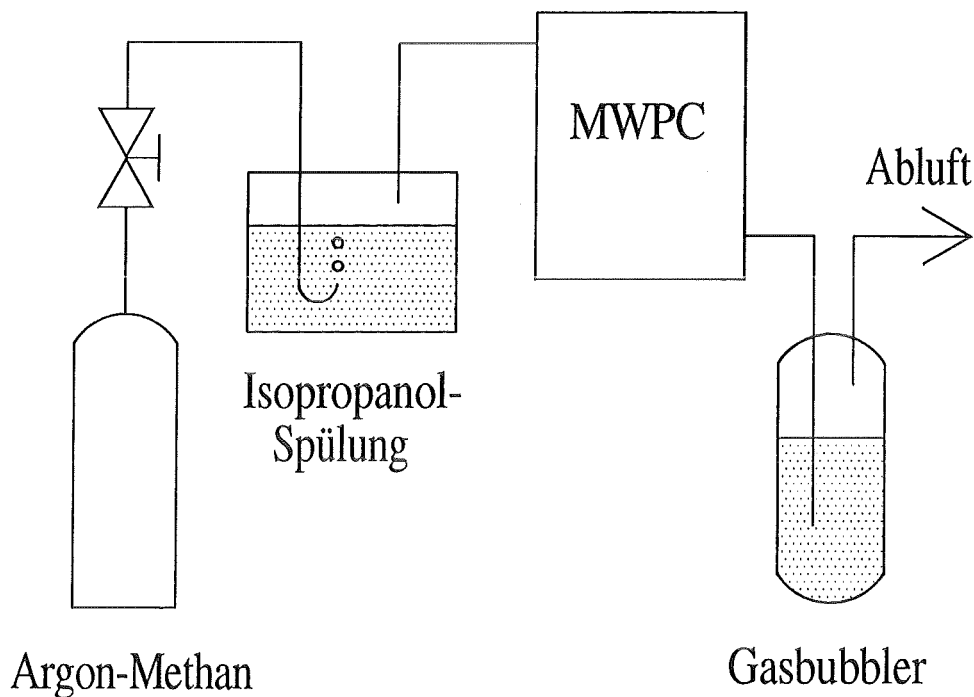 MWPC
Abluft
Isopropanol-
Spülung
Argon-Methan
Gasbubbler